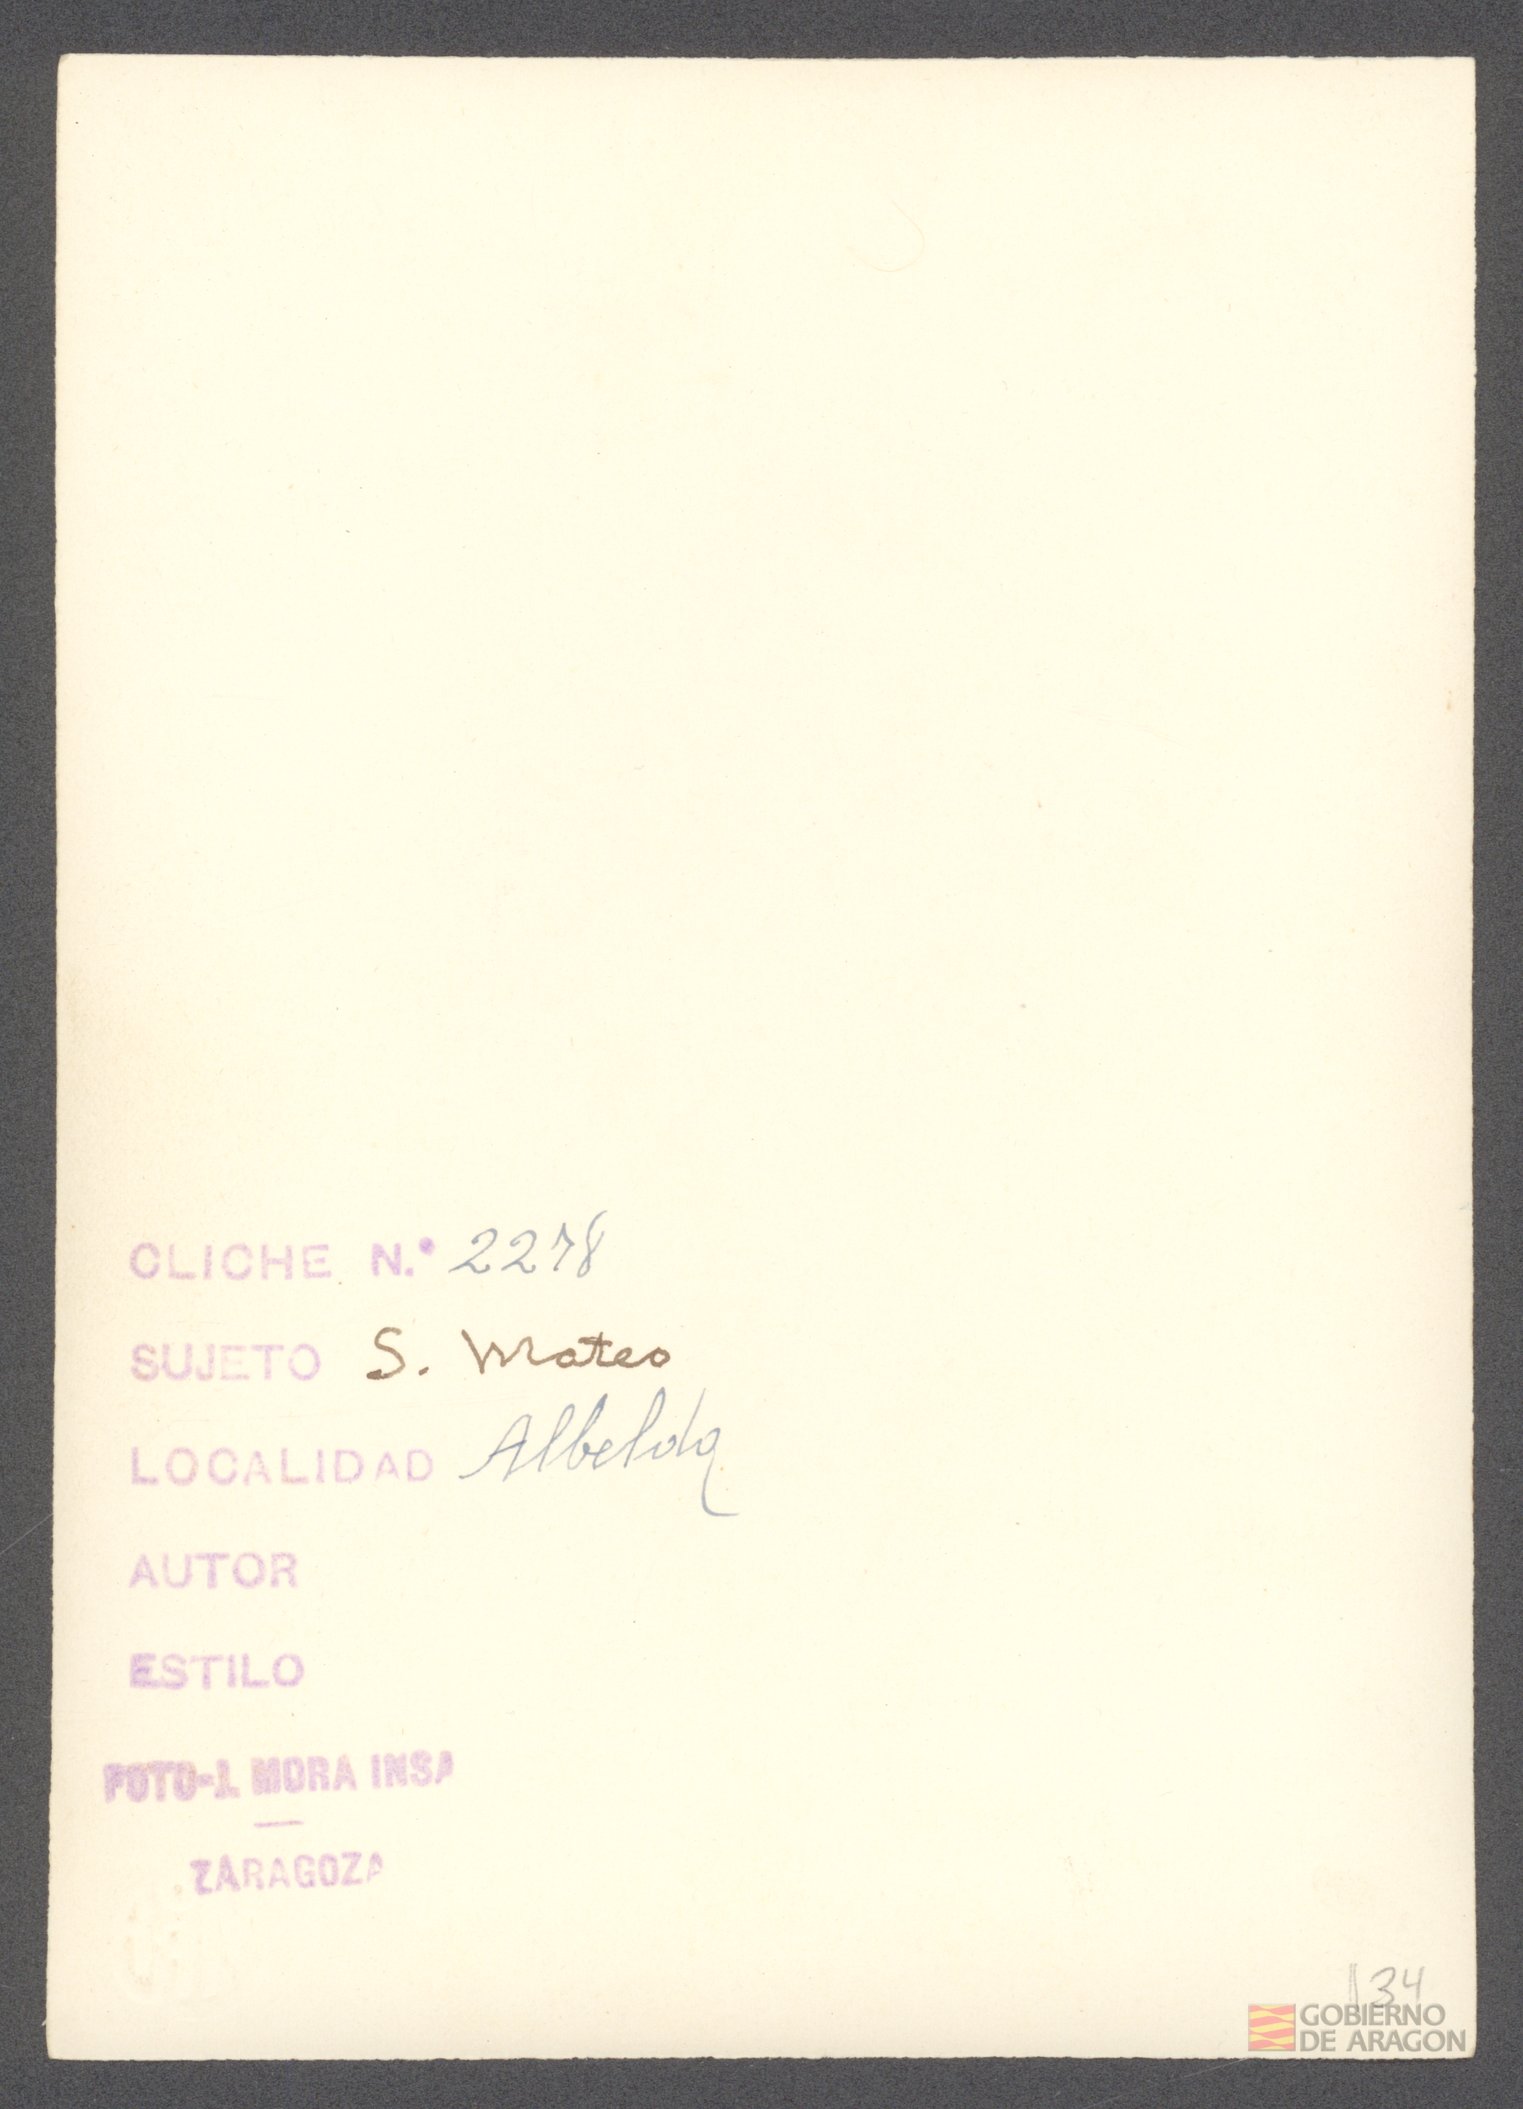 CLICHE N.º 2278
SUJETO S. Mateo
LOCALIDAD Albelda
AUTOR
ESTILO
FOTO-J. MORA INSA
—
ZARAGOZA
134
GOBIERNO
DE ARAGON